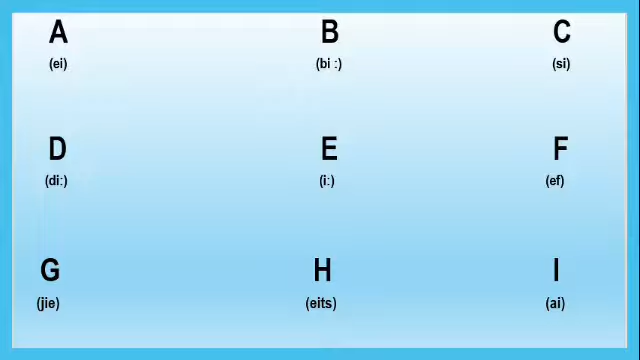 A B C
(ei) (bi :) (si)
D E F
(di:) (i:) (ef)
G H I
(jie) (eits) (ai)